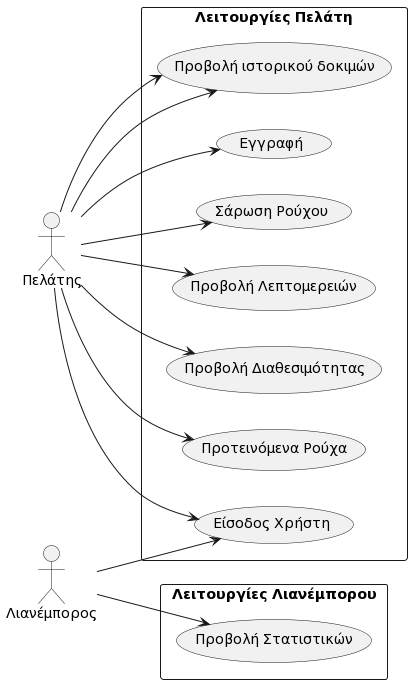 Λειτουργίες Πελάτη
Προβολή ιστορικού δοκιμών
Εγγραφή
Σάρωση Ρούχου
Πελάτης
Προβολή Λεπτομερειών
Προβολή Διαθεσιμότητας
Προτεινόμενα Ρούχα
Είσοδος Χρήστη
Λιανέμπορος
Λειτουργίες Λιανέμπορου
Προβολή Στατιστικών